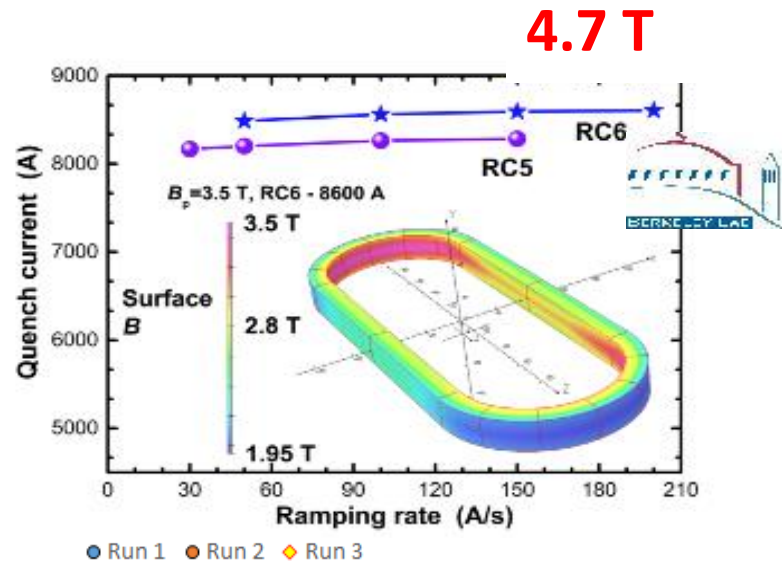 4.7 T
9000
8000
7000
6000
5000
Quench current (A)
RC6
RC5
BERKELEY LAB
Bp=3.5 T, RC6 - 8600 A
3.5 T
Surface
B
2.8 T
1.95 T
0 30 60 90 120 150 180 210
Ramping rate (A/s)
Run 1 Run 2 Run 3